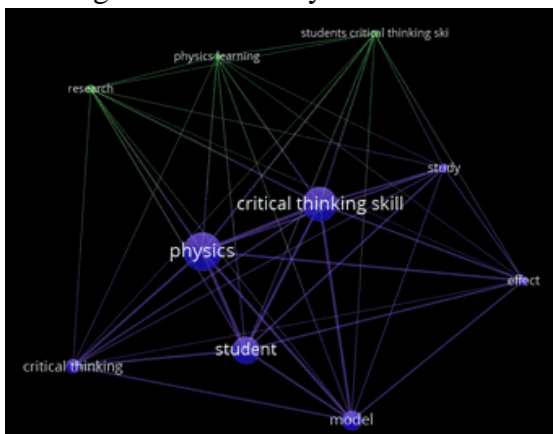 students critical thinking ski
physics learning
research
study
critical thinking skill
physics
effect
student
critical thinking
model